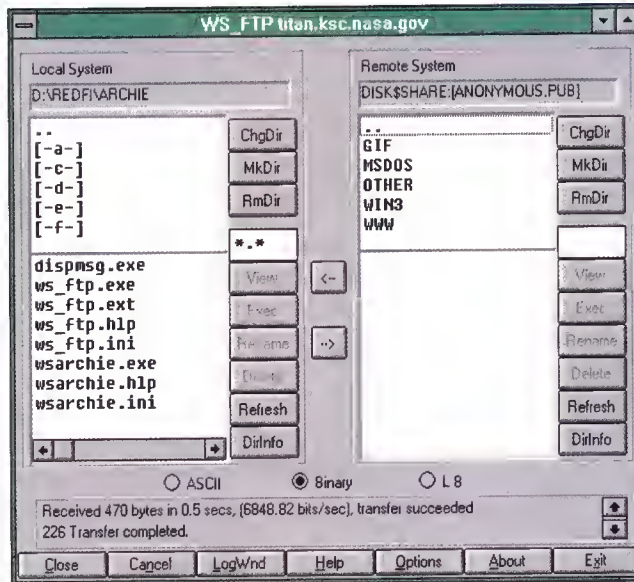 WS_FTP titan.ksc.nasa.gov
Local System
D:\REDFI\ARCHIE
..
[-a-]
[-c-]
[-d-]
[-e-]
[-f-]
ChgDir
MkDir
RmDir
*.*
dispmsg.exe
ws_ftp.exe
ws_ftp.ext
ws_ftp.hlp
ws_ftp.ini
wsarchie.exe
wsarchie.hlp
wsarchie.ini
View
Exec
Rename
Delete
Refresh
DirInfo
<--
-->
Remote System
DISK$SHARE:[ANONYMOUS.PUB]
..
GIF
MSDOS
OTHER
WIN3
WWW
ChgDir
MkDir
RmDir
View
Exec
Rename
Delete
Refresh
DirInfo
ASCII Binary L8
Received 470 bytes in 0.5 secs, (6848.82 bits/sec), transfer succeeded
226 Transfer completed.
Close Cancel LogWnd Help Options About Exit